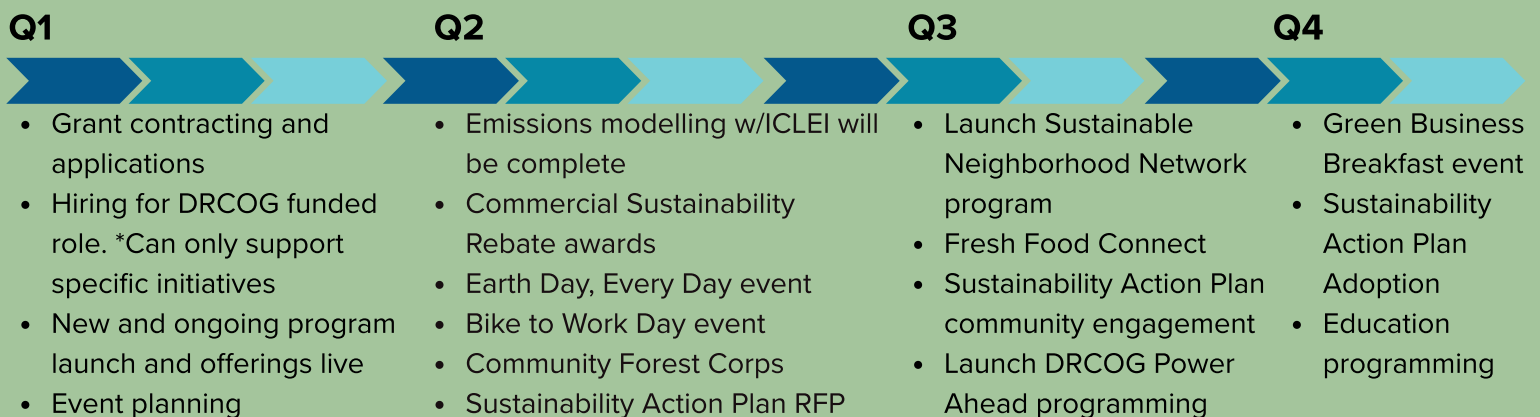 Q1
• Grant contracting and
applications
• Hiring for DRCOG funded
role. *Can only support
specific initiatives
• New and ongoing program
launch and offerings live
• Event planning
Q2
• Emissions modelling w/ICLEI will
be complete
• Commercial Sustainability
Rebate awards
• Earth Day, Every Day event
• Bike to Work Day event
• Community Forest Corps
• Sustainability Action Plan RFP
Q3
• Launch Sustainable
Neighborhood Network
program
• Fresh Food Connect
• Sustainability Action Plan
community engagement
• Launch DRCOG Power
Ahead programming
Q4
• Green Business
Breakfast event
• Sustainability
Action Plan
Adoption
• Education
programming